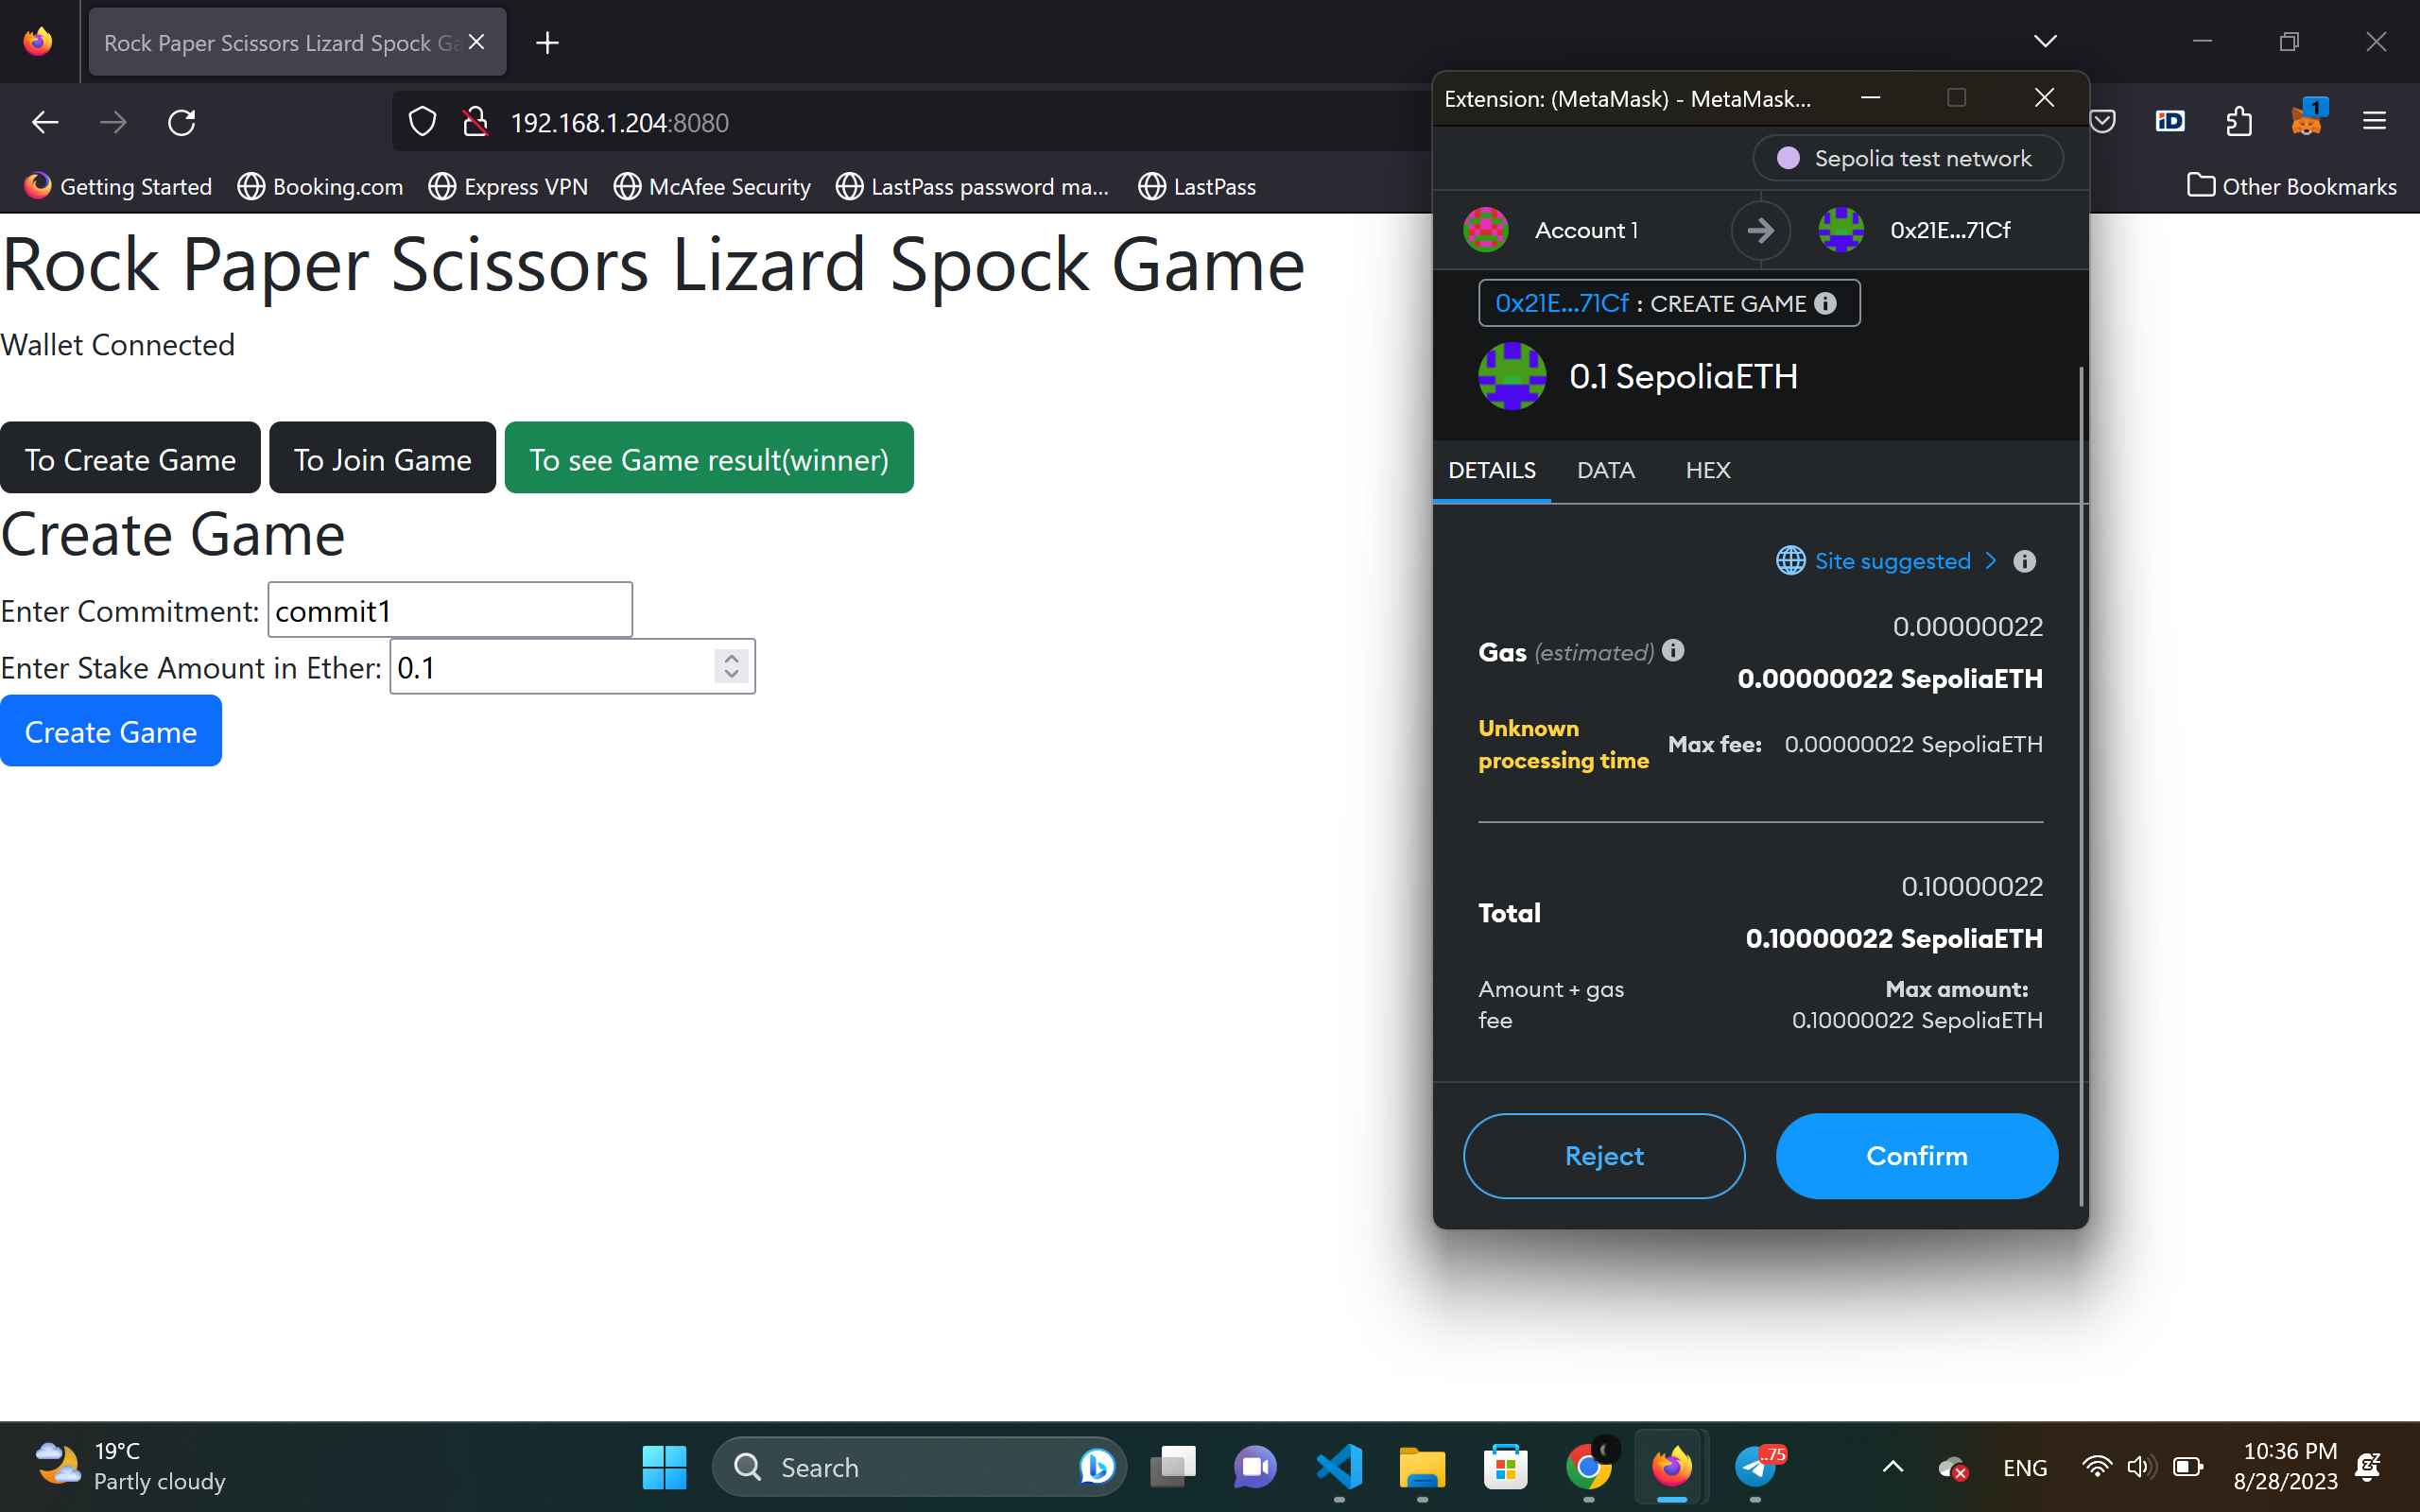 Rock Paper Scissors Lizard Spock Ga
192.168.1.204:8080
Getting Started
Booking.com
Express VPN
McAfee Security
LastPass password ma...
LastPass
Other Bookmarks
Rock Paper Scissors Lizard Spock Game
Wallet Connected
To Create Game
To Join Game
To see Game result(winner)
Create Game
Enter Commitment: commit1
Enter Stake Amount in Ether: 0.1
Create Game
Extension: (MetaMask) - MetaMask...
iD
1
Sepolia test network
Account 1
0x21E...71Cf
0x21E...71Cf : CREATE GAME
0.1 SepoliaETH
DETAILS
DATA
HEX
Site suggested
Gas (estimated)
0.00000022
0.00000022 SepoliaETH
Unknown
processing time
Max fee: 0.00000022 SepoliaETH
Total
0.10000022
0.10000022 SepoliaETH
Amount + gas
fee
Max amount:
0.10000022 SepoliaETH
Reject
Confirm
19°C
Partly cloudy
Search
.75
ENG
10:36 PM
8/28/2023